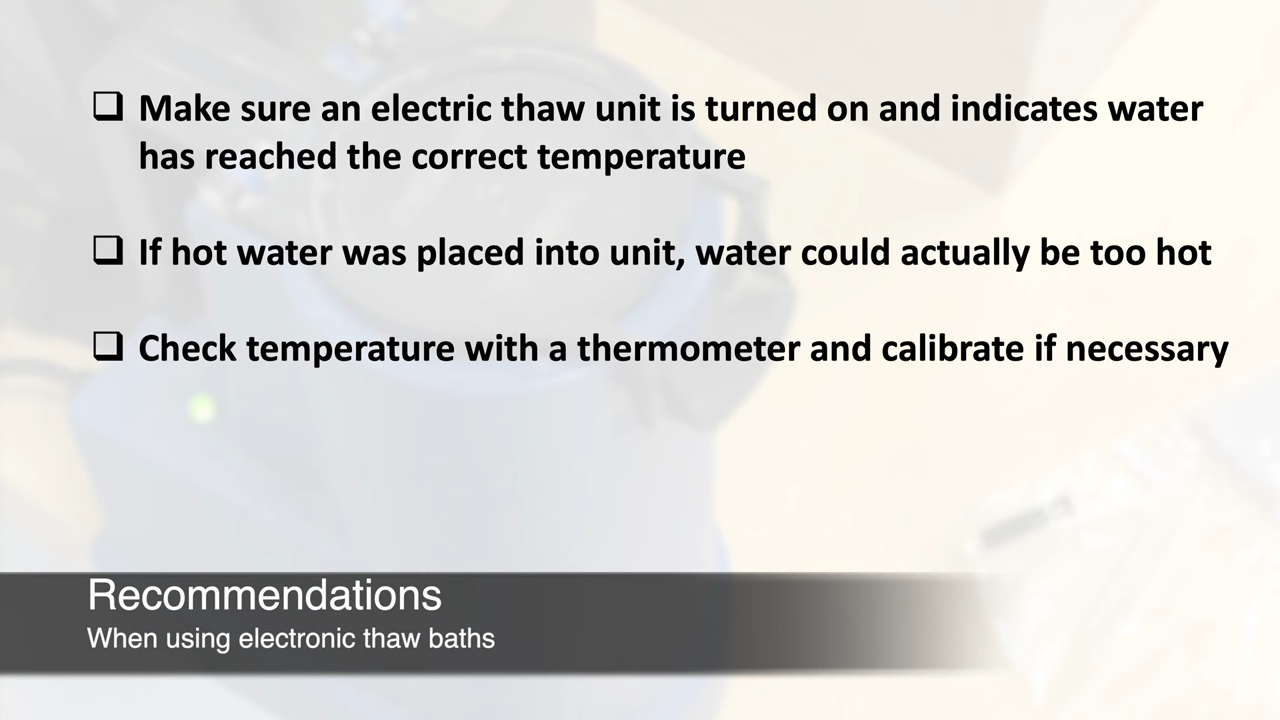 Make sure an electric thaw unit is turned on and indicates water
has reached the correct temperature
If hot water was placed into unit, water could actually be too hot
Check temperature with a thermometer and calibrate if necessary
Recommendations
When using electronic thaw baths